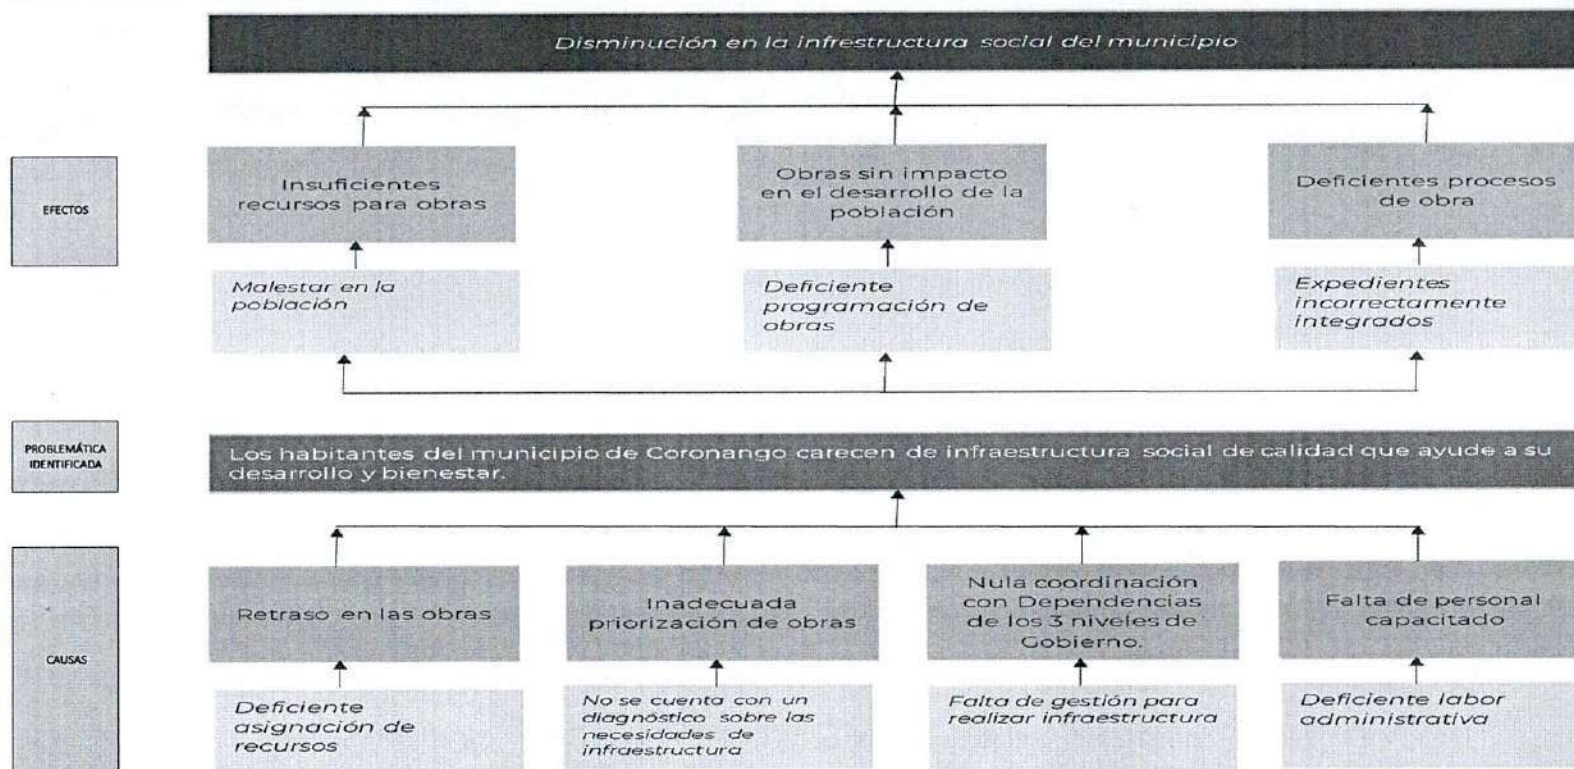 Disminución en la infrestructura social del municipio
EFECTOS
Insuficientes
recursos para obras
Obras sin impacto
en el desarrollo de la
población
Deficientes procesos
de obra
Malestar en la
población
Deficiente
programación de
obras
Expedientes
incorrectamente
integrados
PROBLEMÁTICA
IDENTIFICADA
Los habitantes del municipio de Coronango carecen de infraestructura social de calidad que ayude a su
desarrollo y bienestar.
CAUSAS
Retraso en las obras
Inadecuada
priorización de obras
Nula coordinación
con Dependencias
de los 3 niveles de
Gobierno.
Falta de personal
capacitado
Deficiente
asignación de
recursos
No se cuenta con un
diagnóstico sobre las
necesidades de
infraestructura
Falta de gestión para
realizar infraestructura
Deficiente labor
administrativa